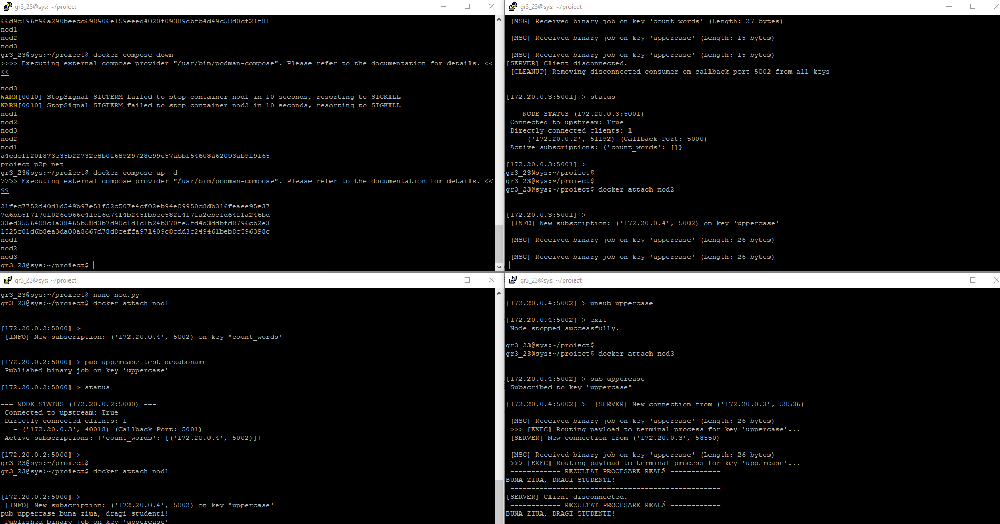 gr3_23@sys: ~/proiect
66d9c196f96a290beecc698906e159eeed4020f09389cbfb4d49c58d0cf21f81
nod1
nod2
nod3
gr3_23@sys:~/proiect$ docker compose down
>>>> Executing external compose provider "/usr/bin/podman-compose". Please refer to the documentation for details. <<
<<
nod3
WARN[0010] StopSignal SIGTERM failed to stop container nod1 in 10 seconds, resorting to SIGKILL
WARN[0010] StopSignal SIGTERM failed to stop container nod2 in 10 seconds, resorting to SIGKILL
nod1
nod2
nod3
nod2
nod1
a4cdcf120f873e35b22732c8b0f68929728e99e57abb154608a62093ab9f9165
proiect_p2p_net
gr3_23@sys:~/proiect$ docker compose up -d
>>>> Executing external compose provider "/usr/bin/podman-compose". Please refer to the documentation for details. <<
<<
21fec7752d40d1d549b97e51f52c507e4cf02eb94e09950c8db316feaee95e37
7d6bb5f71701026e966c41cf6d74f4b245fbbec582f417fa2cbc1d64ffa246bd
33ed3556408c1a38465b58d3b7d90c1d1c1b24b370fe5fd4d3ddbfd8796cb2e3
1525c01d6b8ea3da00a8667d78d8ceffa971409c8cdd3c249461beb8c596398c
nod1
nod2
nod3
gr3_23@sys:~/proiect$
gr3_23@sys: ~/proiect
[MSG] Received binary job on key 'count_words' (Length: 27 bytes)
[MSG] Received binary job on key 'uppercase' (Length: 15 bytes)
[MSG] Received binary job on key 'uppercase' (Length: 15 bytes)
[SERVER] Client disconnected.
[CLEANUP] Removing disconnected consumer on callback port 5002 from all keys
[172.20.0.3:5001] > status
--- NODE STATUS (172.20.0.3:5001) ---
Connected to upstream: True
Directly connected clients: 1
- ('172.20.0.2', 51192) (Callback Port: 5000)
Active subscriptions: {'count_words': []}
[172.20.0.3:5001] >
gr3_23@sys:~/proiect$
gr3_23@sys:~/proiect$
gr3_23@sys:~/proiect$ docker attach nod2
[172.20.0.3:5001] >
[INFO] New subscription: ('172.20.0.4', 5002) on key 'uppercase'
[MSG] Received binary job on key 'uppercase' (Length: 26 bytes)
[MSG] Received binary job on key 'uppercase' (Length: 26 bytes)
gr3_23@sys: ~/proiect
gr3_23@sys:~/proiect$ nano nod.py
gr3_23@sys:~/proiect$ docker attach nod1
[172.20.0.2:5000] >
[INFO] New subscription: ('172.20.0.4', 5002) on key 'count_words'
[172.20.0.2:5000] > pub uppercase test-dezabonare
Published binary job on key 'uppercase'
[172.20.0.2:5000] > status
--- NODE STATUS (172.20.0.2:5000) ---
Connected to upstream: True
Directly connected clients: 1
- ('172.20.0.3', 40018) (Callback Port: 5001)
Active subscriptions: {'count_words': [('172.20.0.4', 5002)]}
[172.20.0.2:5000] >
gr3_23@sys:~/proiect$
gr3_23@sys:~/proiect$ docker attach nod1
[172.20.0.2:5000] >
[INFO] New subscription: ('172.20.0.4', 5002) on key 'uppercase'
pub uppercase buna ziua, dragi studenti!
Published binary job on key 'uppercase'
gr3_23@sys: ~/proiect
[172.20.0.4:5002] > unsub uppercase
[172.20.0.4:5002] > exit
Node stopped successfully.
gr3_23@sys:~/proiect$
gr3_23@sys:~/proiect$ docker attach nod3
[172.20.0.4:5002] > sub uppercase
Subscribed to key 'uppercase'
[172.20.0.4:5002] >  [SERVER] New connection from ('172.20.0.3', 58536)
[MSG] Received binary job on key 'uppercase' (Length: 26 bytes)
>>> [EXEC] Routing payload to terminal process for key 'uppercase'...
[SERVER] New connection from ('172.20.0.3', 58550)
[MSG] Received binary job on key 'uppercase' (Length: 26 bytes)
>>> [EXEC] Routing payload to terminal process for key 'uppercase'...
------------ REZULTAT PROCESARE REALĂ ------------
BUNA ZIUA, DRAGI STUDENTI!
--------------------------------------------------
[SERVER] Client disconnected.
------------ REZULTAT PROCESARE REALĂ ------------
BUNA ZIUA, DRAGI STUDENTI!
--------------------------------------------------